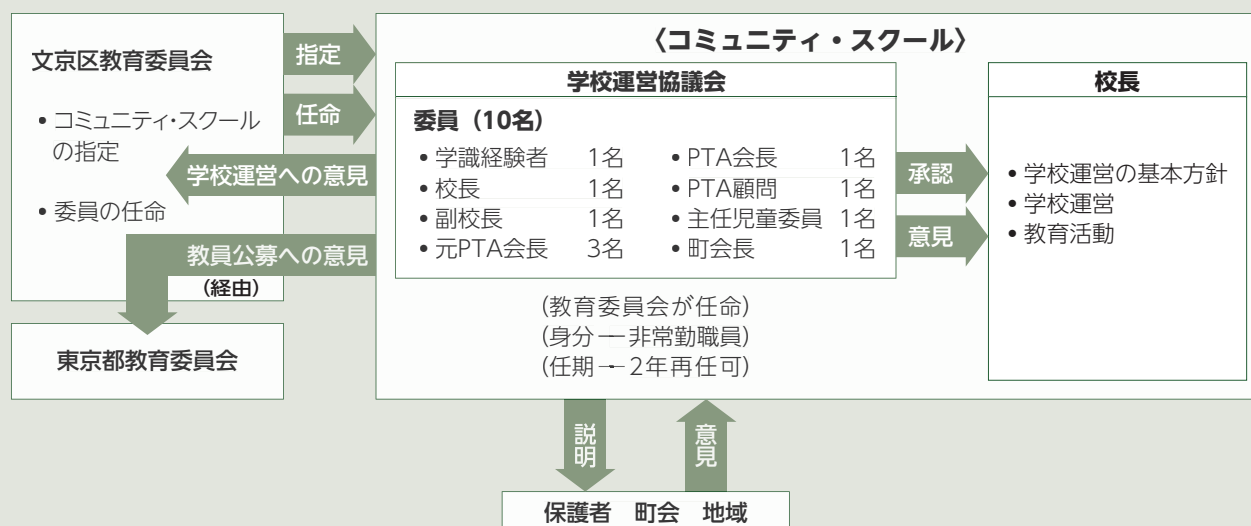 文京区教育委員会
• コミュニティ・スクール
の指定
• 委員の任命
指定
任命
学校運営への意見
教員公募への意見
(経由)
東京都教育委員会
〈コミュニティ・スクール〉
学校運営協議会
委員(10名)
• 学識経験者 1名
• 校長 1名
• 副校長 1名
• 元PTA会長 3名
• PTA会長 1名
• PTA顧問 1名
• 主任児童委員 1名
• 町会長 1名
(教育委員会が任命)
(身分 ― 非常勤職員)
(任期 ― 2年再任可)
承認
意見
校長
• 学校運営の基本方針
• 学校運営
• 教育活動
説明
意見
保護者 町会 地域